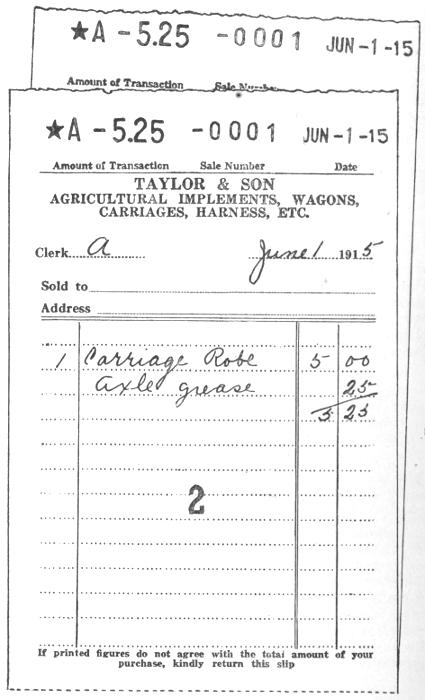 ★A -5.25 -0001 JUN-1-15
Amount of Transaction Sale Number
★A -5.25 -0001 JUN-1-15
Amount of Transaction Sale Number Date
TAYLOR & SON
AGRICULTURAL IMPLEMENTS, WAGONS,
CARRIAGES, HARNESS, ETC.
Clerk A June 1 1915
Sold to
Address
1 Carriage Robe 5 00
Axle grease 25
5 25
2
If printed figures do not agree with the total amount of your
purchase, kindly return this slip